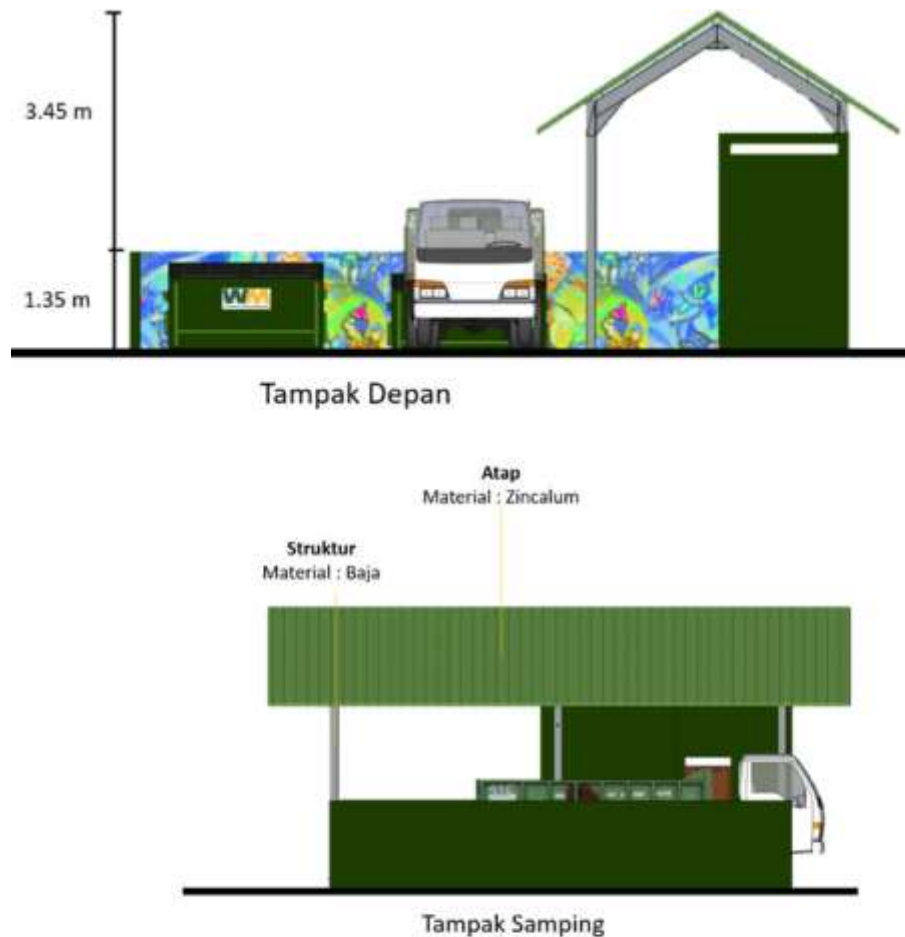 3.45 m
1.35 m
WM
Tampak Depan
Atap
Material : Zincalum
Struktur
Material : Baja
Tampak Samping